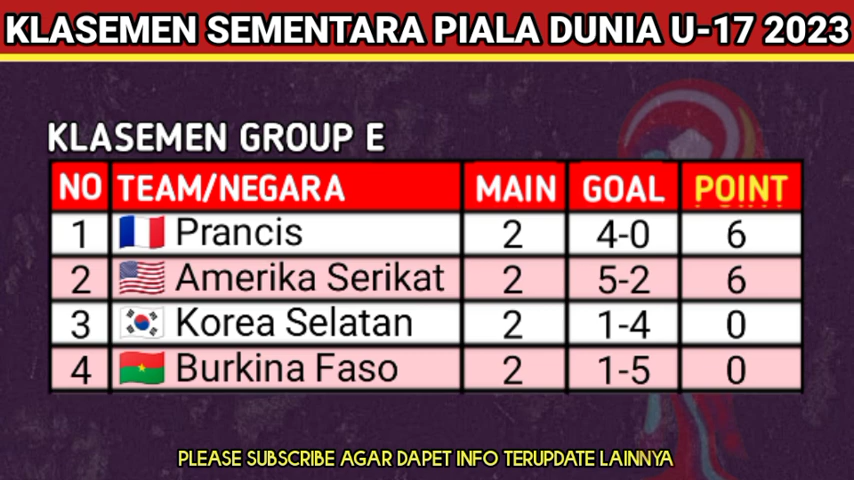 KLASEMEN SEMENTARA PIALA DUNIA U-17 2023
KLASEMEN GROUP E
NO TEAM/NEGARA MAIN GOAL POINT
1 Prancis 2 4-0 6
2 Amerika Serikat 2 5-2 6
3 Korea Selatan 2 1-4 0
4 Burkina Faso 2 1-5 0
PLEASE SUBSCRIBE AGAR DAPET INFO TERUPDATE LAINNYA